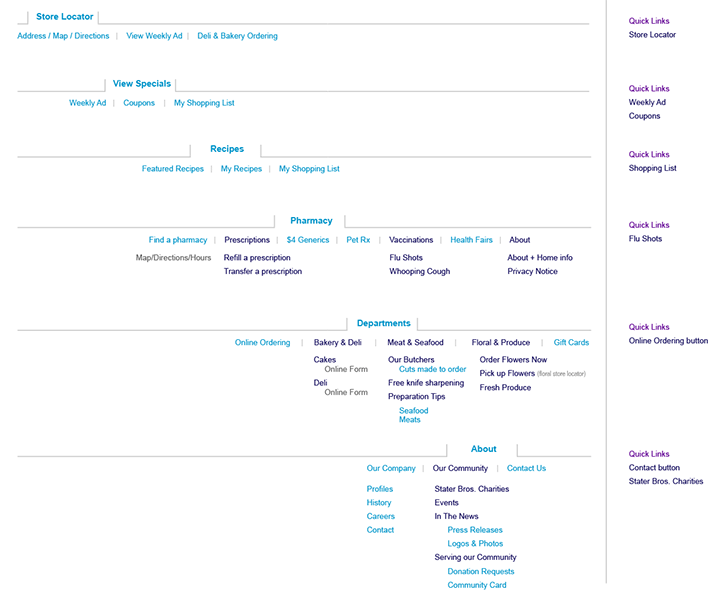 Store Locator
Quick Links
Address / Map / Directions | View Weekly Ad | Deli & Bakery Ordering
Store Locator
View Specials
Quick Links
Weekly Ad | Coupons | My Shopping List
Weekly Ad
Coupons
Recipes
Quick Links
Featured Recipes | My Recipes | My Shopping List
Shopping List
Pharmacy
Quick Links
Find a pharmacy | Prescriptions | $4 Generics | Pet Rx | Vaccinations | Health Fairs | About
Flu Shots
Map/Directions/Hours Refill a prescription Flu Shots About + Home info
Transfer a prescription Whooping Cough Privacy Notice
Departments
Quick Links
Online Ordering | Bakery & Deli | Meat & Seafood | Floral & Produce | Gift Cards
Online Ordering button
Cakes Our Butchers Order Flowers Now
Online Form Cuts made to order
Pick up Flowers (floral store locator)
Deli Free knife sharpening
Fresh Produce
Online Form Preparation Tips
Seafood
Meats
About
Quick Links
Our Company | Our Community | Contact Us
Contact button
Stater Bros. Charities
Profiles Stater Bros. Charities
History Events
Careers In The News
Contact Press Releases
Logos & Photos
Serving our Community
Donation Requests
Community Card